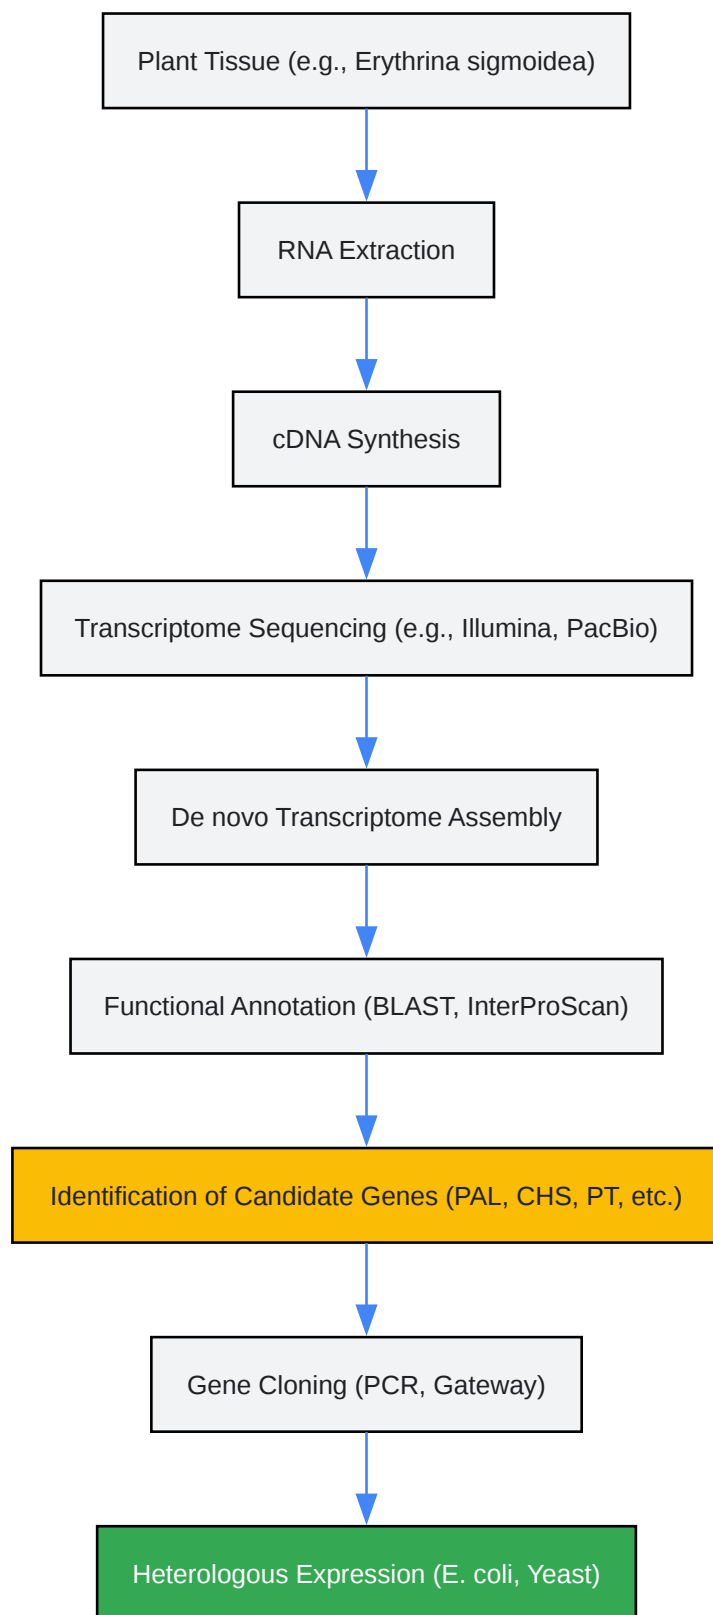 Plant Tissue (e.g., Erythrina sigmoidea)
RNA Extraction
cDNA Synthesis
Transcriptome Sequencing (e.g., Illumina, PacBio)
De novo Transcriptome Assembly
Functional Annotation (BLAST, InterProScan)
Identification of Candidate Genes (PAL, CHS, PT, etc.)
Gene Cloning (PCR, Gateway)
Heterologous Expression (E. coli, Yeast)